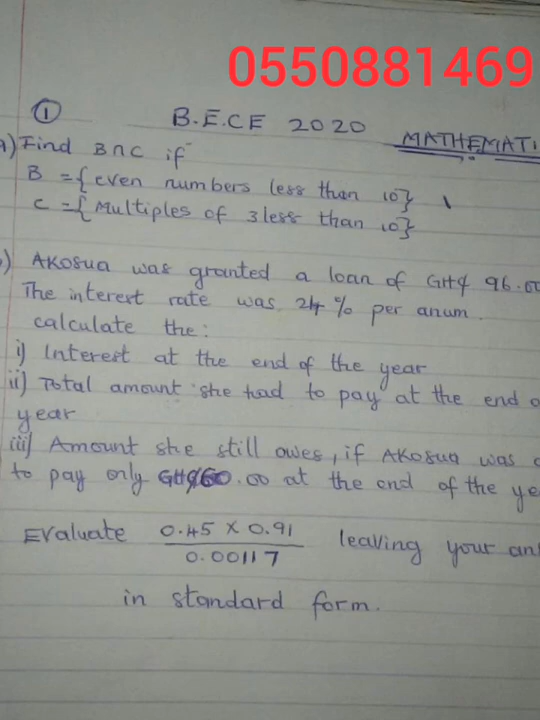 0550881469
① B.E.CE 2020 MATHEMATI
a) Find B∩C if
B = {even numbers less than 10}
C = {Multiples of 3 less than 10}
) AKOSUA was granted a loan of GH¢ 96.00
The interest rate was 24% per anum.
calculate the:
i) Interest at the end of the year
ii) Total amount she had to pay at the end o
year
iii) Amount she still owes, if AKOSUA was
to pay only GH¢60.00 at the end of the ye
Evaluate 0.45 × 0.91 / 0.00117 leaving your an
in standard form.